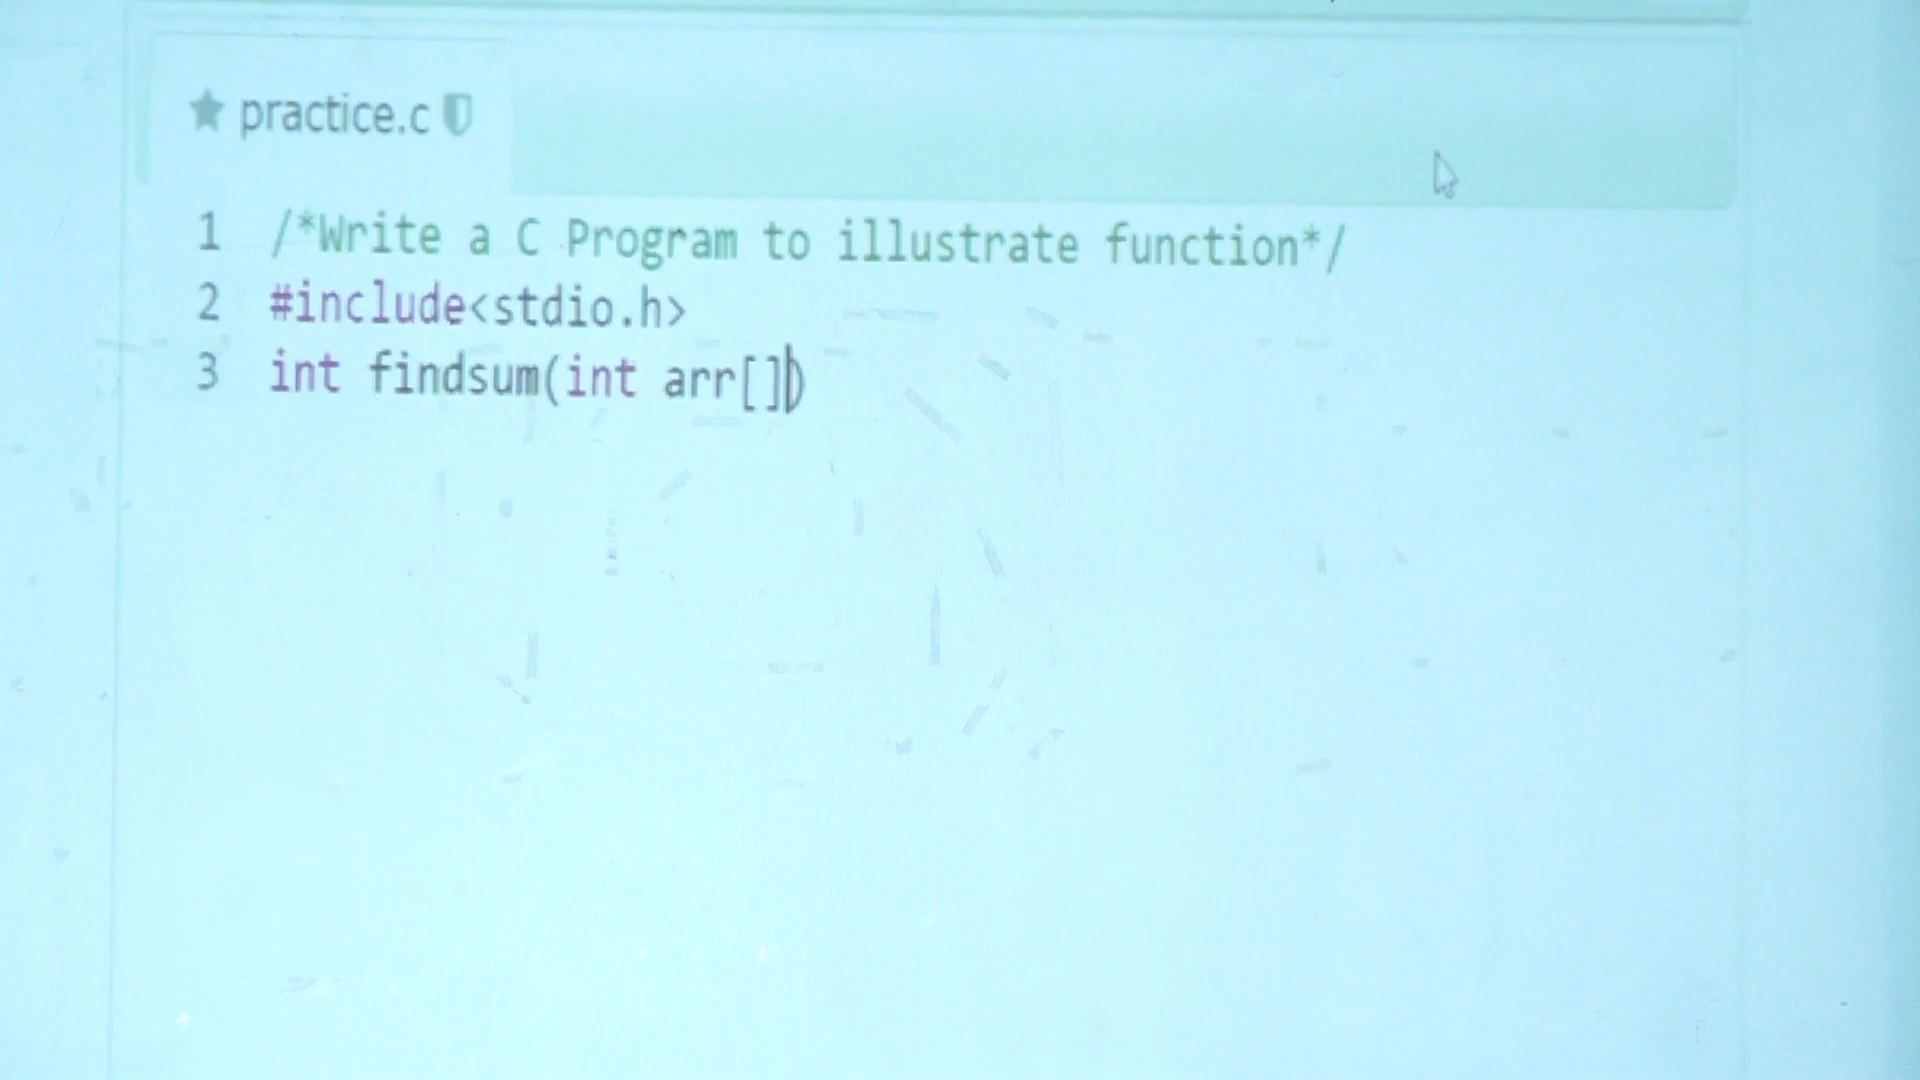 practice.c
1 /*Write a C Program to illustrate function*/
2 #include<stdio.h>
3 int findsum(int arr[])